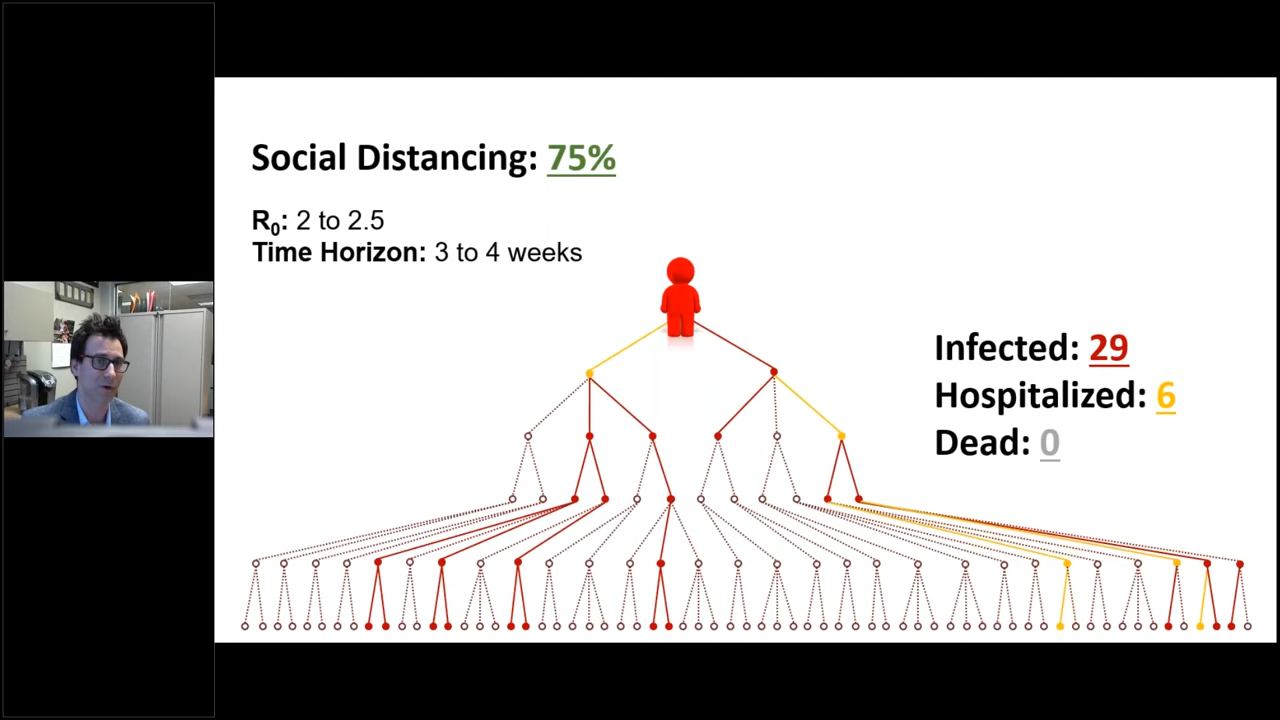 Social Distancing: 75%
R0: 2 to 2.5
Time Horizon: 3 to 4 weeks
Infected: 29
Hospitalized: 6
Dead: 0